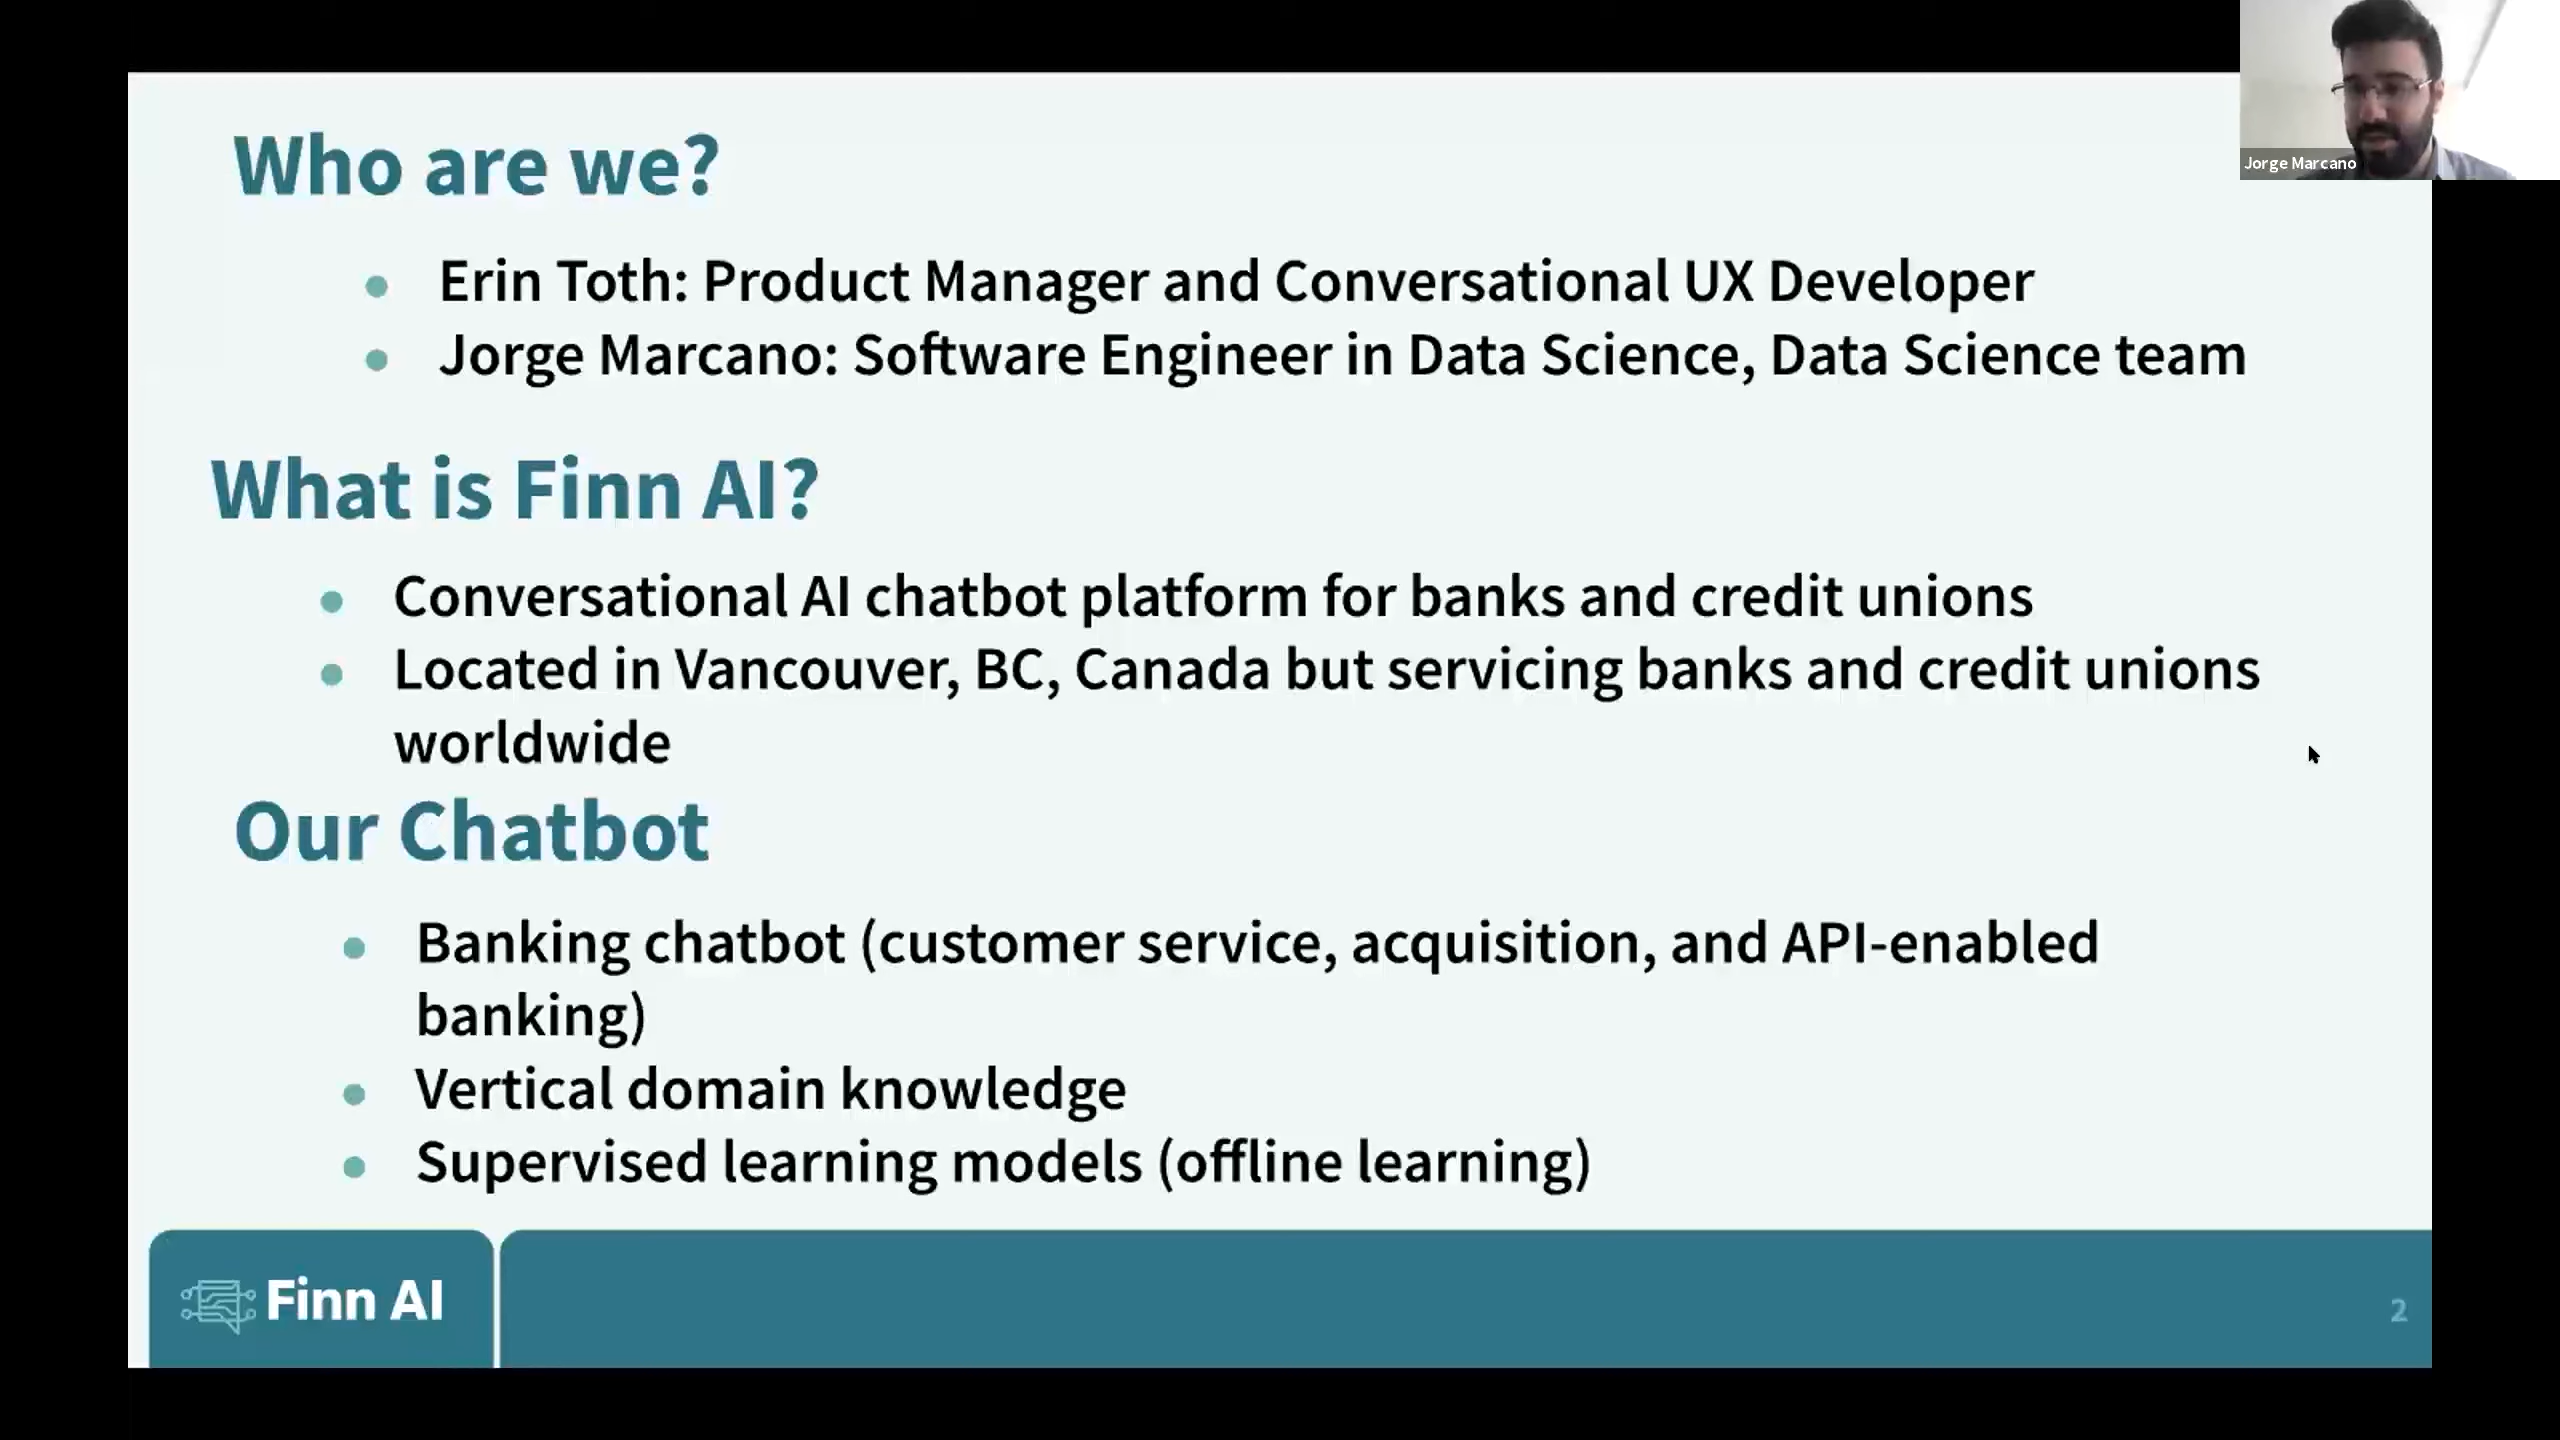 Jorge Marcano
Who are we?
Erin Toth: Product Manager and Conversational UX Developer
Jorge Marcano: Software Engineer in Data Science, Data Science team
What is Finn AI?
Conversational AI chatbot platform for banks and credit unions
Located in Vancouver, BC, Canada but servicing banks and credit unions
worldwide
Our Chatbot
Banking chatbot (customer service, acquisition, and API-enabled
banking)
Vertical domain knowledge
Supervised learning models (offline learning)
Finn AI
2